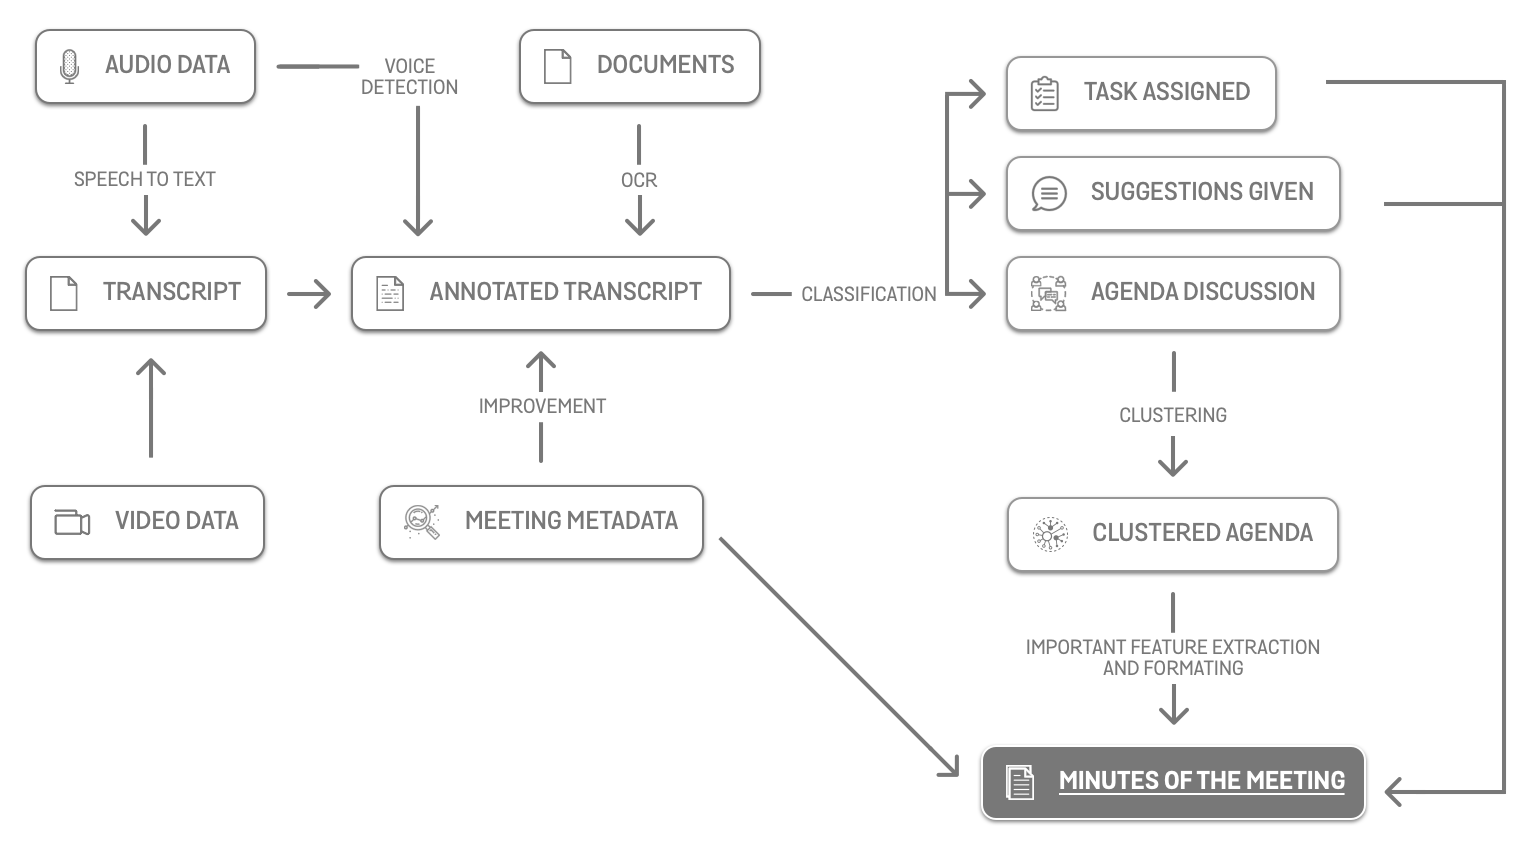 AUDIO DATA
VOICE
DETECTION
DOCUMENTS
TASK ASSIGNED
SPEECH TO TEXT
OCR
SUGGESTIONS GIVEN
TRANSCRIPT
ANNOTATED TRANSCRIPT
CLASSIFICATION
AGENDA DISCUSSION
IMPROVEMENT
CLUSTERING
VIDEO DATA
MEETING METADATA
CLUSTERED AGENDA
IMPORTANT FEATURE EXTRACTION
AND FORMATING
MINUTES OF THE MEETING